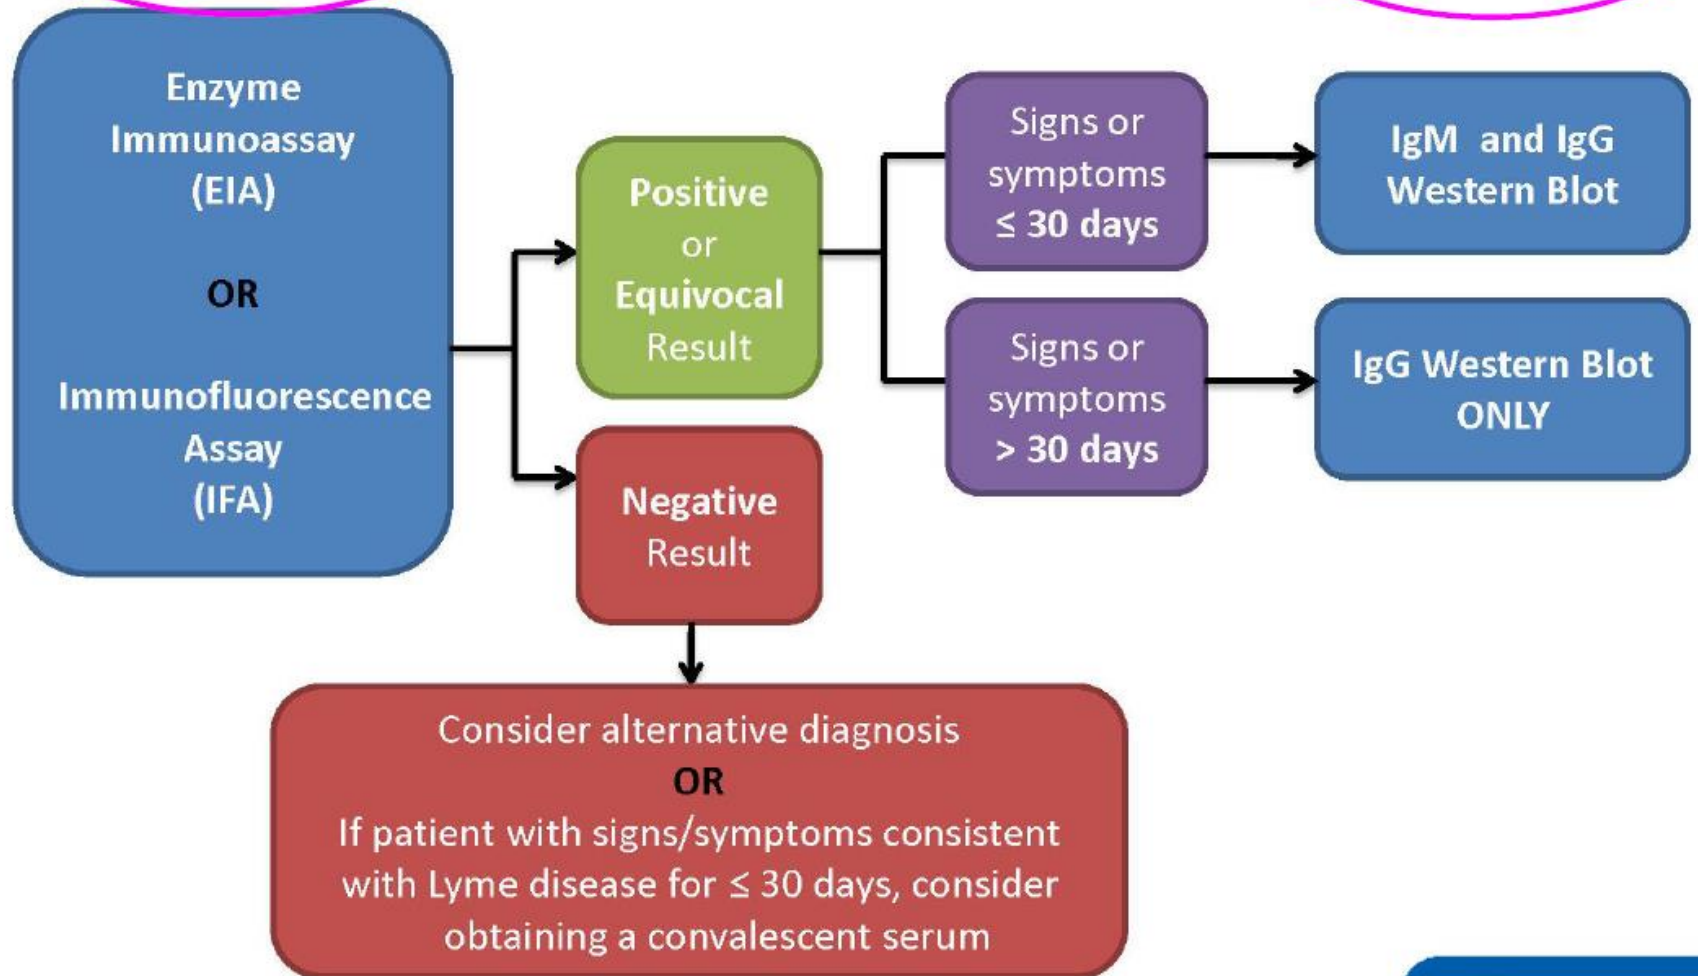 Enzyme
Immunoassay
(EIA)
OR
Immunofluorescence
Assay
(IFA)
Positive
or
Equivocal
Result
Negative
Result
Signs or
symptoms
≤ 30 days
IgM and IgG
Western Blot
Signs or
symptoms
> 30 days
IgG Western Blot
ONLY
Consider alternative diagnosis
OR
If patient with signs/symptoms consistent
with Lyme disease for ≤ 30 days, consider
obtaining a convalescent serum